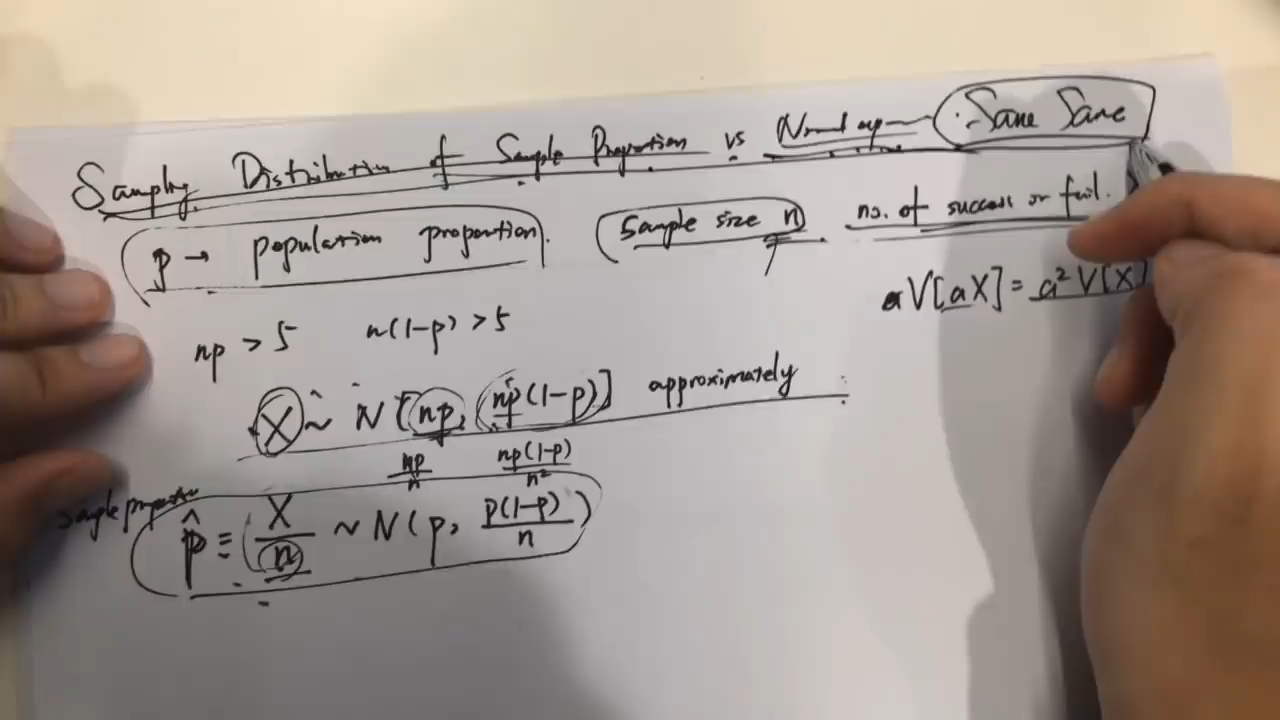 Sampling Distribution of Sample Proportion vs Normal Same Same
p → population proportion. Sample size n no. of success or fail.
aV[aX] = a² V[X]
np > 5 n(1-p) > 5
X ~ N [np, np(1-p)] approximately
np/n np(1-p)/n²
sample proportion
p̂ ≡ X/n ~ N(p, p(1-p)/n)